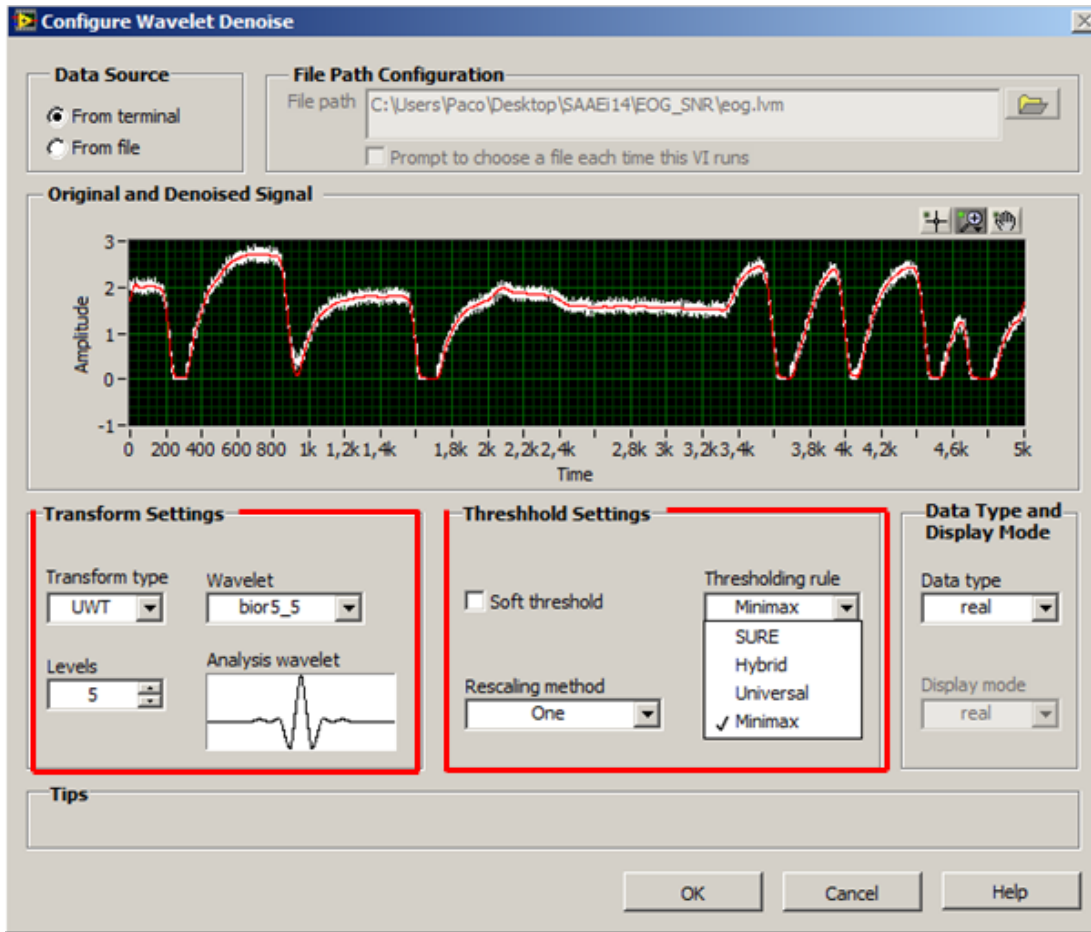 Configure Wavelet Denoise
Data Source
From terminal
From file
File Path Configuration
File path
C:\Users\Paco\Desktop\SAAEi14\EOG_SNR\eog.lvm
Prompt to choose a file each time this VI runs
Original and Denoised Signal
Amplitude
3
2
1
0
-1
0 200 400 600 800 1k 1,2k 1,4k 1,8k 2k 2,2k 2,4k 2,8k 3k 3,2k 3,4k 3,8k 4k 4,2k 4,6k 5k
Time
Transform Settings
Transform type
UWT
Wavelet
bior5_5
Levels
5
Analysis wavelet
Threshhold Settings
Soft threshold
Thresholding rule
Minimax
SURE
Hybrid
Universal
✓ Minimax
Rescaling method
One
Data Type and
Display Mode
Data type
real
Display mode
real
Tips
OK Cancel Help